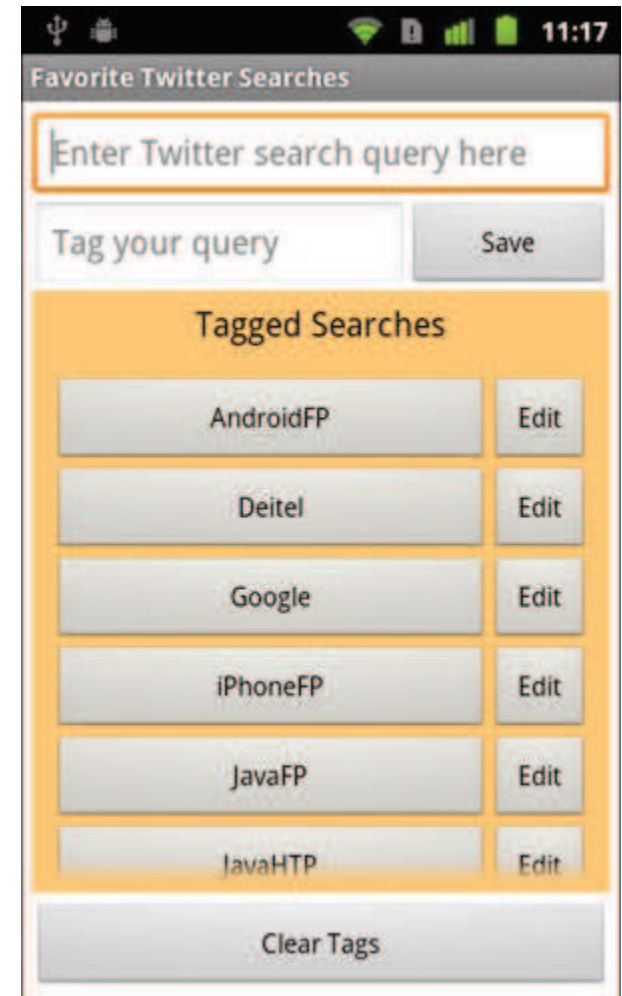 11:17
Favorite Twitter Searches
Enter Twitter search query here
Tag your query Save
Tagged Searches
AndroidFP Edit
Deitel Edit
Google Edit
iPhoneFP Edit
JavaFP Edit
JavaHTP Edit
Clear Tags